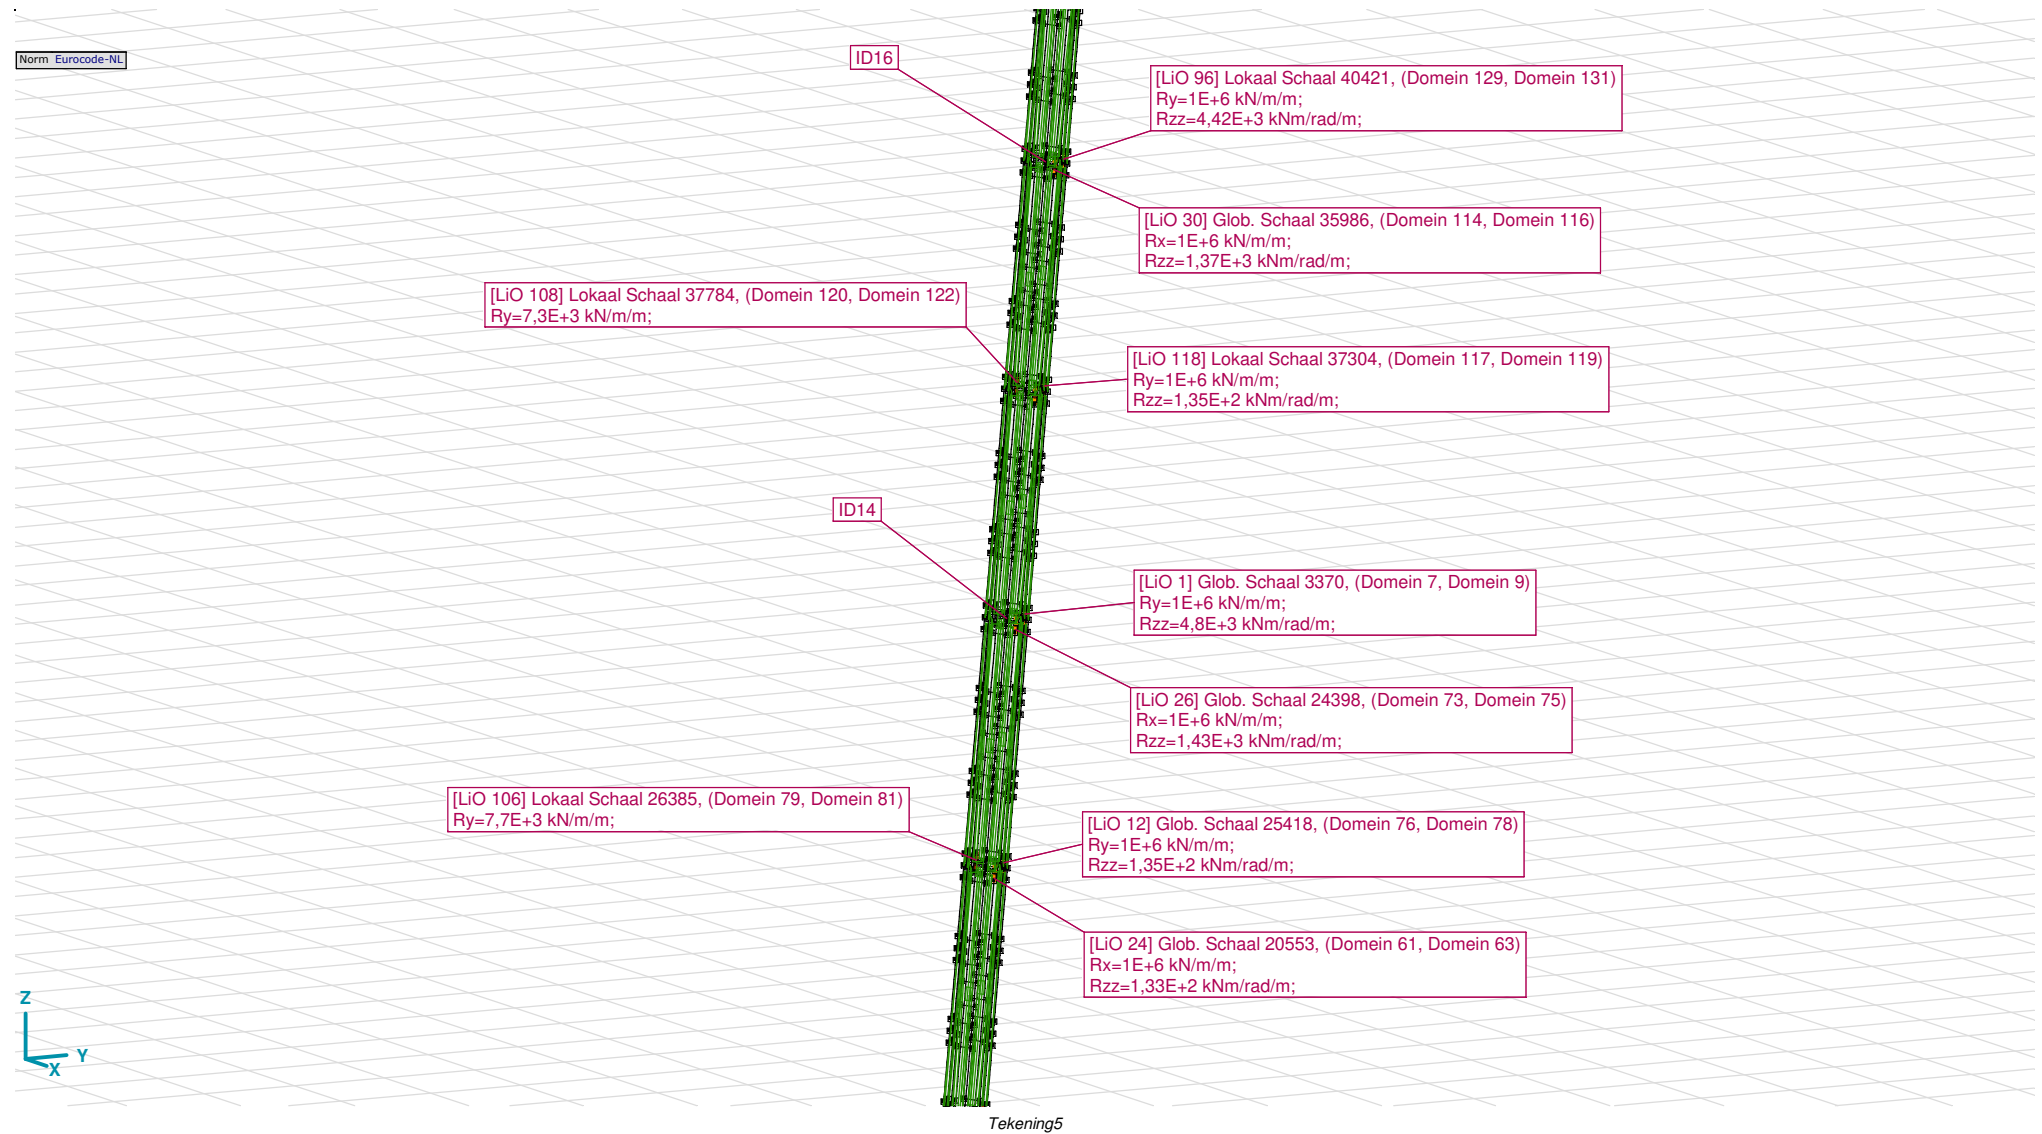 Norm Eurocode-NL
ID16
[LiO 96] Lokaal Schaal 40421, (Domein 129, Domein 131)
Ry=1E+6 kN/m/m;
Rzz=4,42E+3 kNm/rad/m;
[LiO 30] Glob. Schaal 35986, (Domein 114, Domein 116)
Rx=1E+6 kN/m/m;
Rzz=1,37E+3 kNm/rad/m;
[LiO 108] Lokaal Schaal 37784, (Domein 120, Domein 122)
Ry=7,3E+3 kN/m/m;
[LiO 118] Lokaal Schaal 37304, (Domein 117, Domein 119)
Ry=1E+6 kN/m/m;
Rzz=1,35E+2 kNm/rad/m;
ID14
[LiO 1] Glob. Schaal 3370, (Domein 7, Domein 9)
Ry=1E+6 kN/m/m;
Rzz=4,8E+3 kNm/rad/m;
[LiO 26] Glob. Schaal 24398, (Domein 73, Domein 75)
Rx=1E+6 kN/m/m;
Rzz=1,43E+3 kNm/rad/m;
[LiO 106] Lokaal Schaal 26385, (Domein 79, Domein 81)
Ry=7,7E+3 kN/m/m;
[LiO 12] Glob. Schaal 25418, (Domein 76, Domein 78)
Ry=1E+6 kN/m/m;
Rzz=1,35E+2 kNm/rad/m;
[LiO 24] Glob. Schaal 20553, (Domein 61, Domein 63)
Rx=1E+6 kN/m/m;
Rzz=1,33E+2 kNm/rad/m;
Z
Y
X
Tekening5